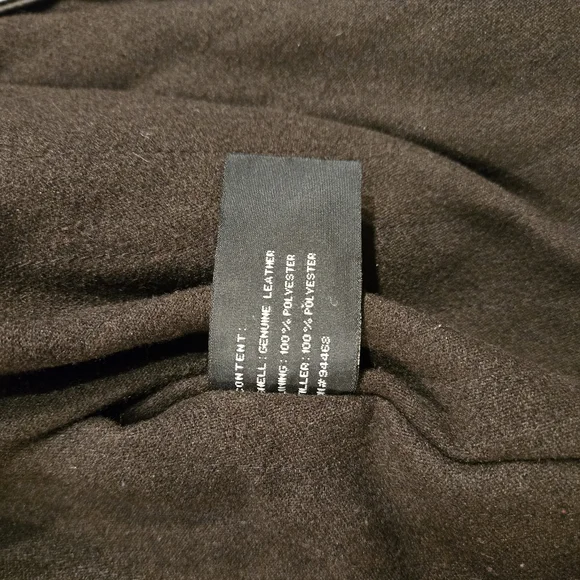 CONTENT:
SHELL: GENUINE LEATHER
LINING: 100% POLYESTER
FILLER: 100% POLYESTER
RN#94468